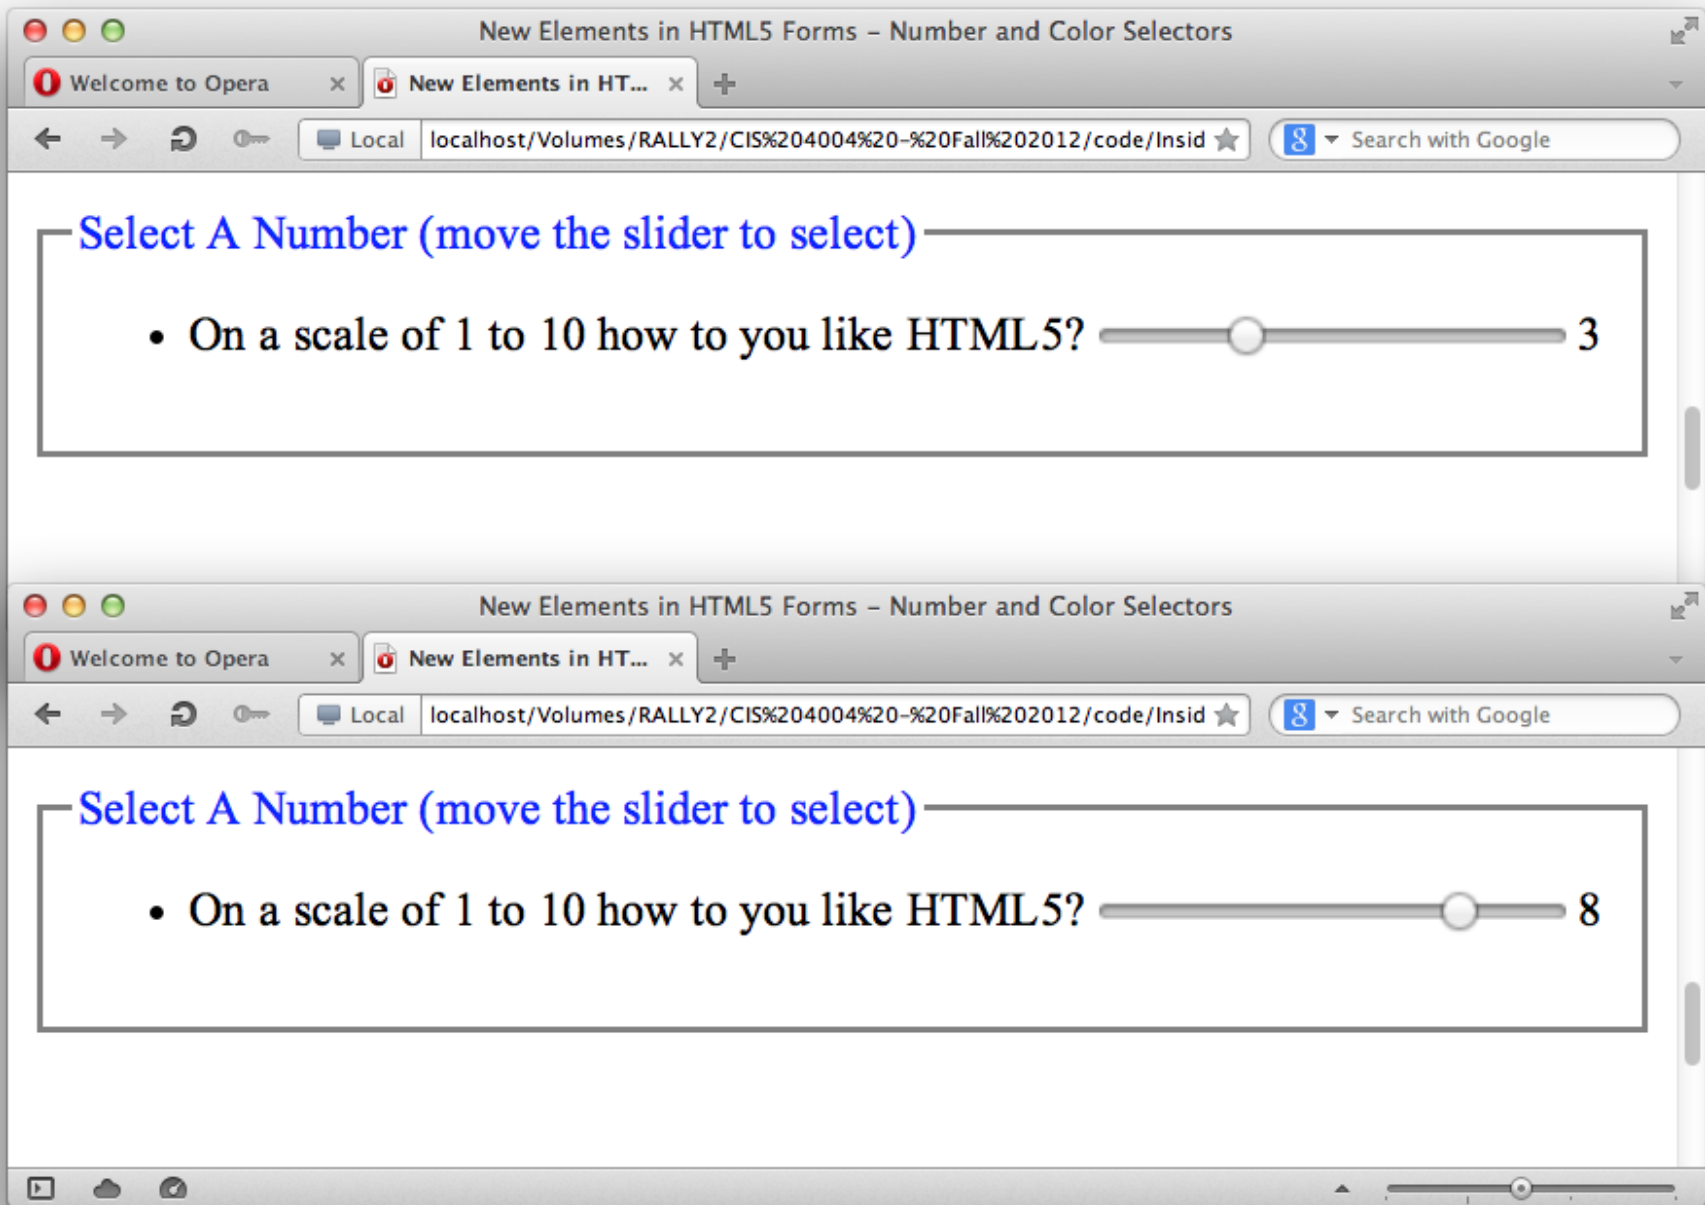 New Elements in HTML5 Forms – Number and Color Selectors
Welcome to Opera
New Elements in HT...
Local
localhost/Volumes/RALLY2/CIS%204004%20-%20Fall%202012/code/Insid
Search with Google
Select A Number (move the slider to select)
• On a scale of 1 to 10 how to you like HTML5? 3
New Elements in HTML5 Forms – Number and Color Selectors
Welcome to Opera
New Elements in HT...
Local
localhost/Volumes/RALLY2/CIS%204004%20-%20Fall%202012/code/Insid
Search with Google
Select A Number (move the slider to select)
• On a scale of 1 to 10 how to you like HTML5? 8